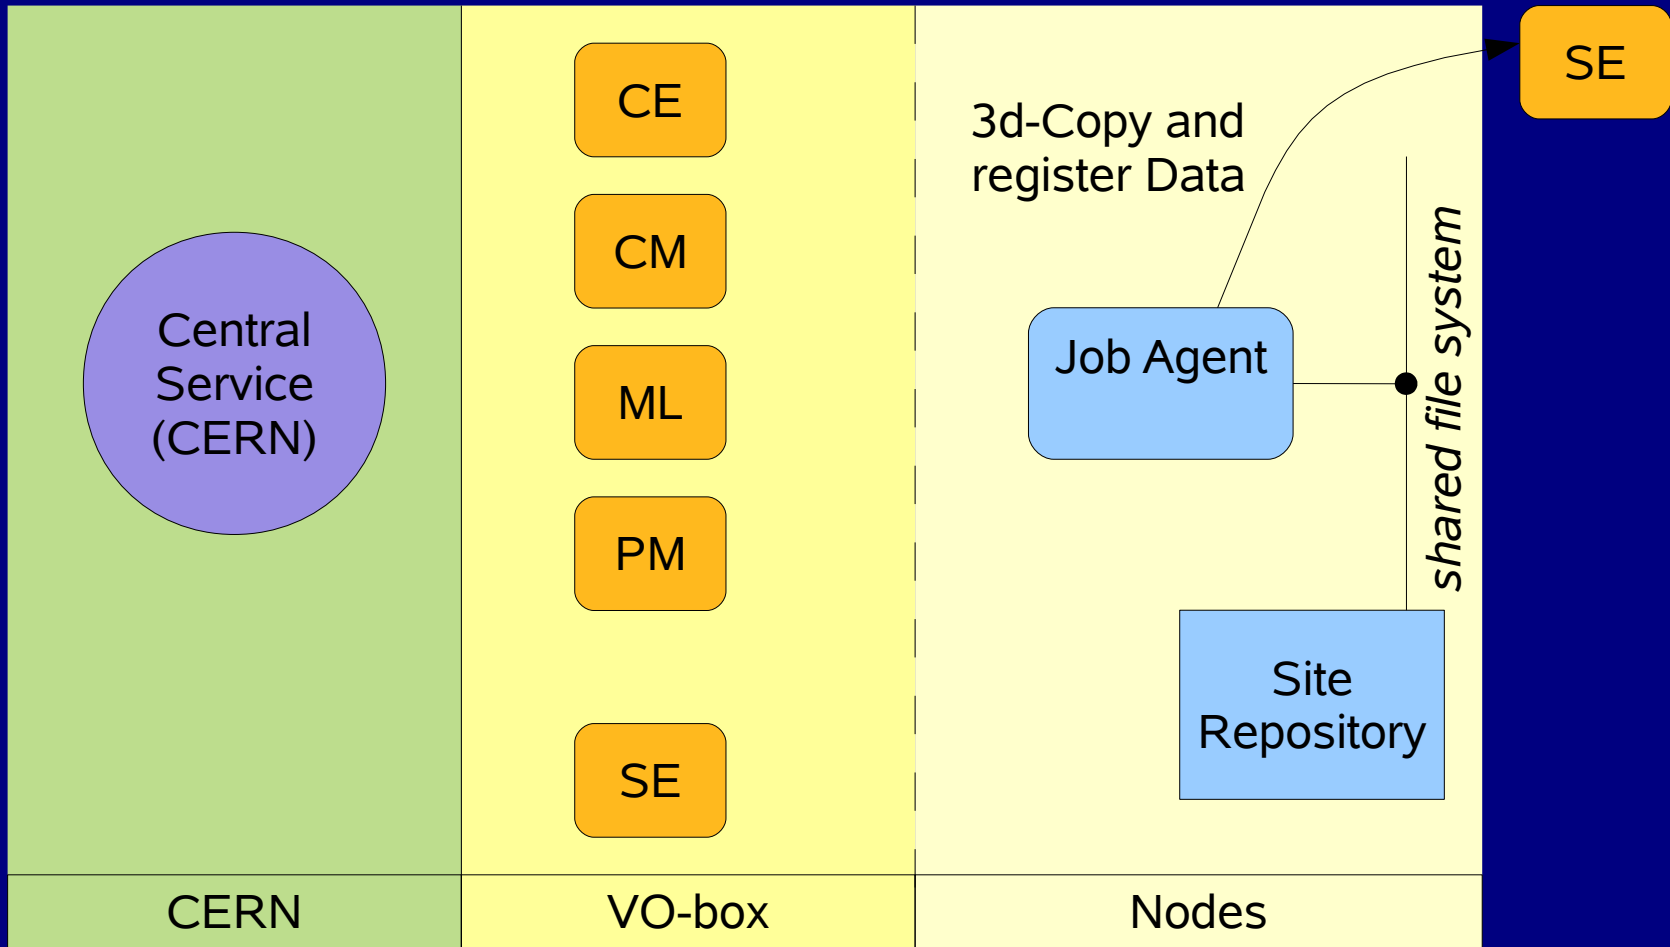 Central
Service
(CERN)
CE
CM
ML
PM
SE
3d-Copy and
register Data
Job Agent
shared file system
Site
Repository
SE
CERN
VO-box
Nodes